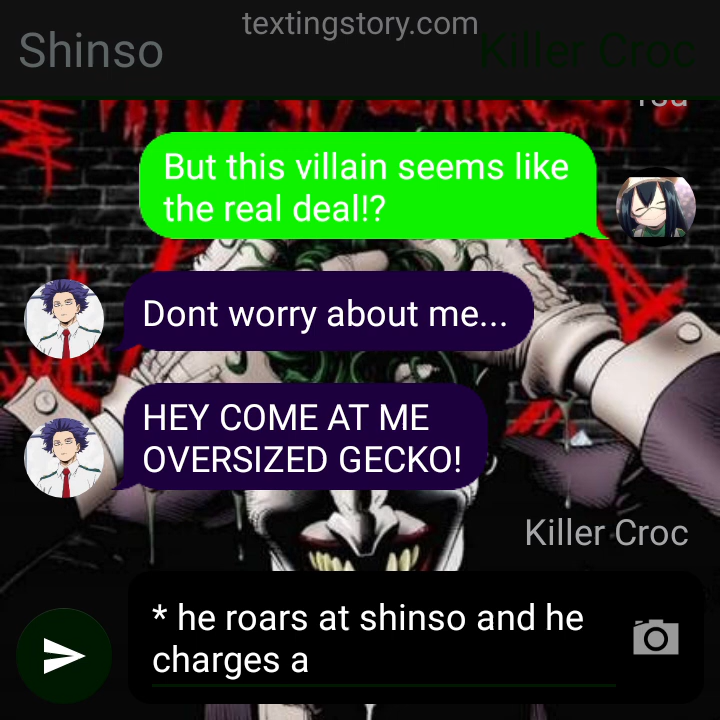 textingstory.com
Shinso
Killer Croc
You
But this villain seems like
the real deal!?
Dont worry about me...
HEY COME AT ME
OVERSIZED GECKO!
Killer Croc
* he roars at shinso and he
charges a